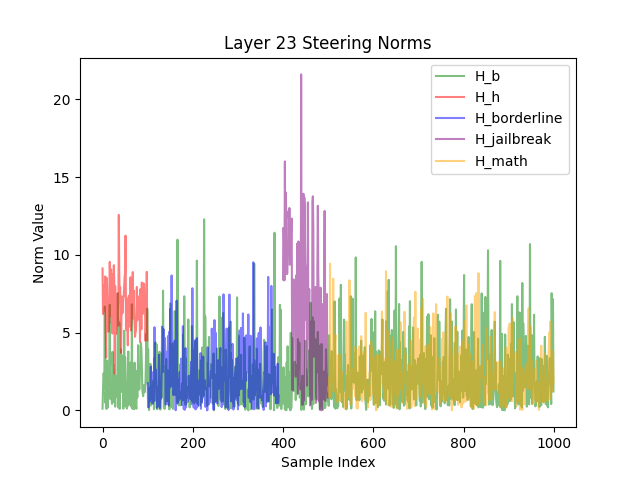 Layer 23 Steering Norms
H_b
H_h
H_borderline
H_jailbreak
H_math
Norm Value
20
15
10
5
0
0 200 400 600 800 1000
Sample Index